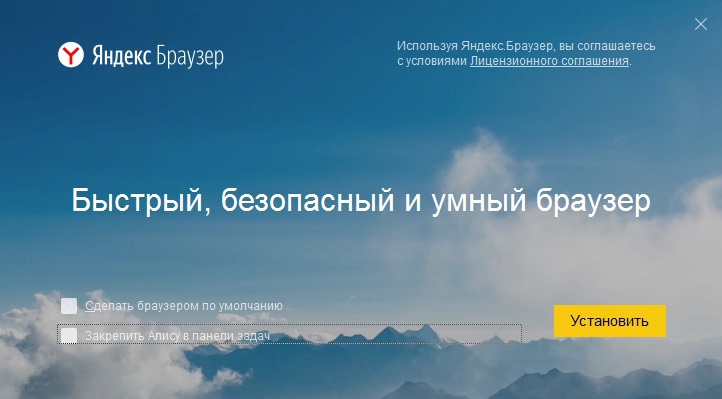 Яндекс Браузер
Используя Яндекс.Браузер, вы соглашаетесь
с условиями Лицензионного соглашения.
Быстрый, безопасный и умный браузер
Сделать браузером по умолчанию
Закрепить Алису в панели задач
Установить